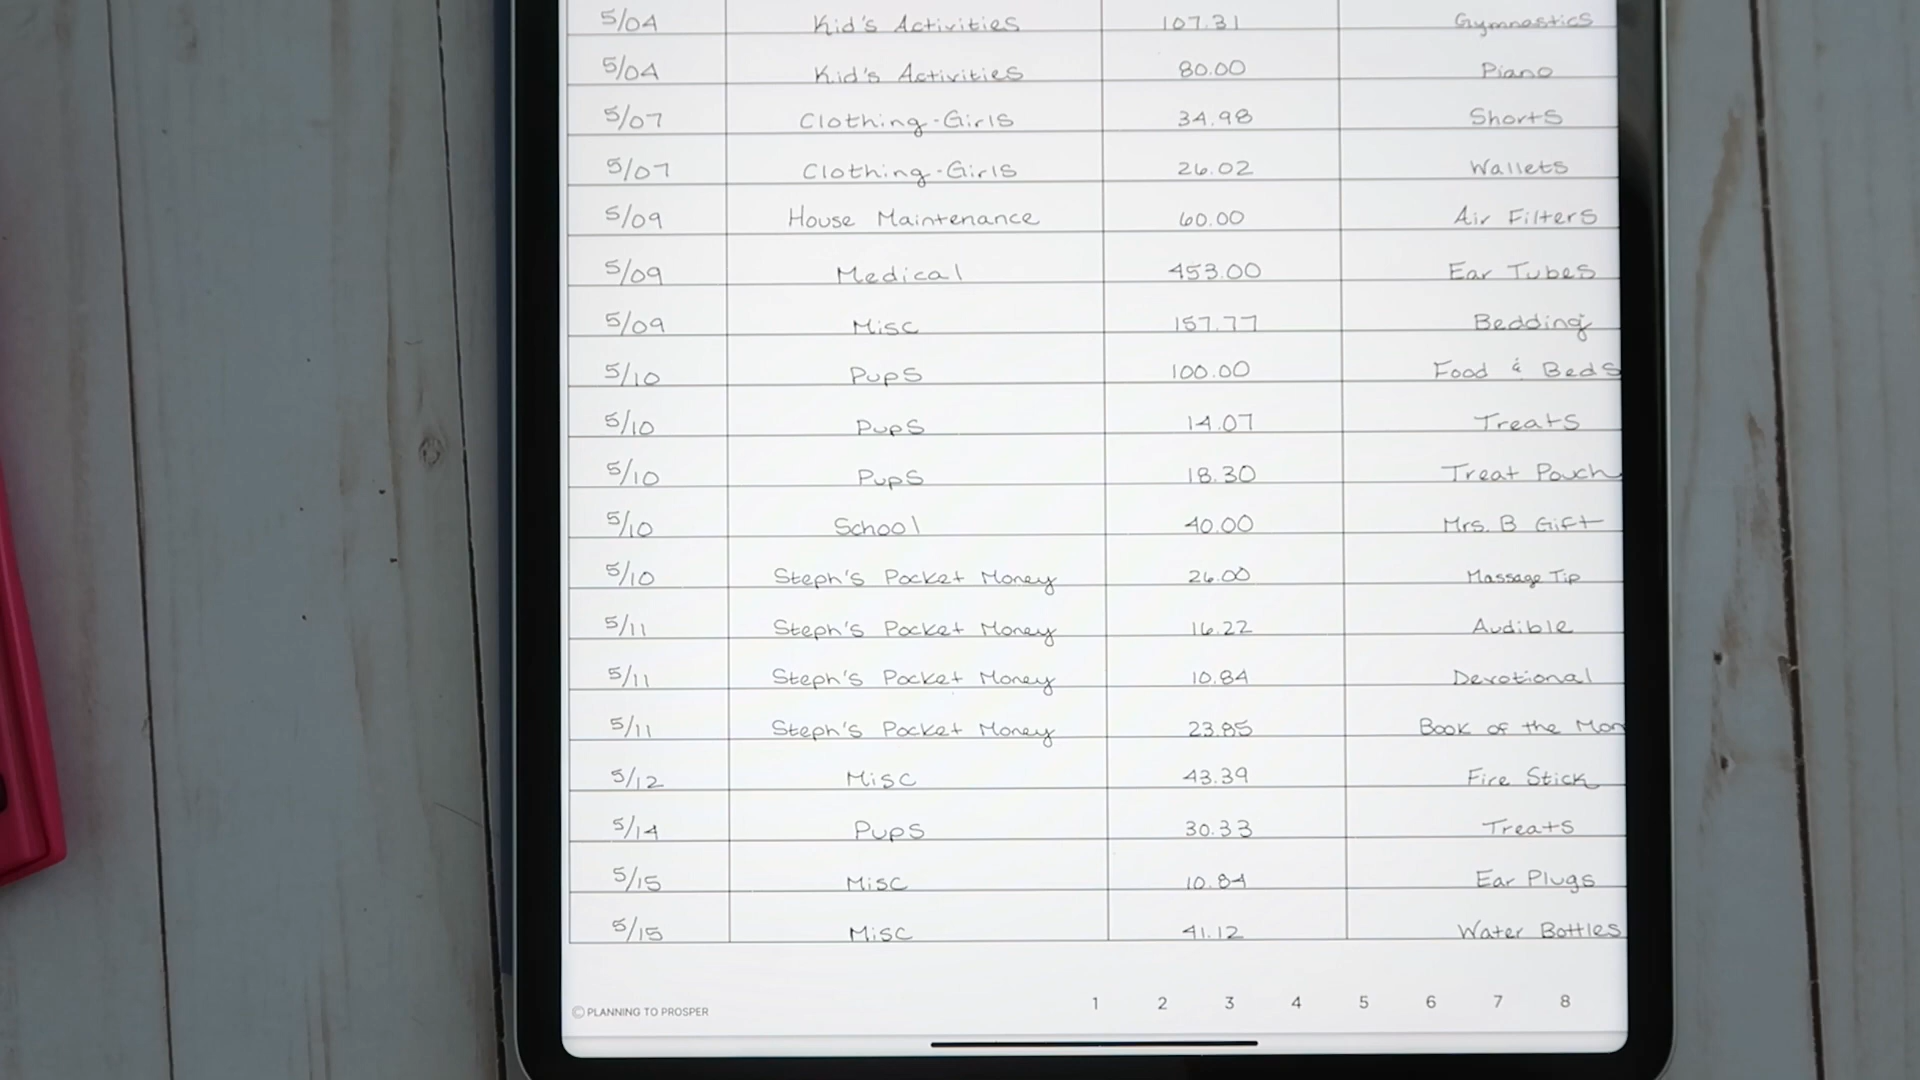 5/04 Kid's Activities 107.31 Gymnastics
5/04 Kid's Activities 80.00 Piano
5/07 Clothing-Girls 34.98 Shorts
5/07 Clothing-Girls 26.02 Wallets
5/09 House Maintenance 60.00 Air Filters
5/09 Medical 453.00 Ear Tubes
5/09 Misc 157.77 Bedding
5/10 Pups 100.00 Food & Beds
5/10 Pups 14.07 Treats
5/10 Pups 18.30 Treat Pouch
5/10 School 40.00 Mrs. B Gift
5/10 Steph's Pocket Money 26.00 Massage Tip
5/11 Steph's Pocket Money 16.22 Audible
5/11 Steph's Pocket Money 10.84 Devotional
5/11 Steph's Pocket Money 23.85 Book of the Mon
5/12 Misc 43.39 Fire Stick
5/14 Pups 30.33 Treats
5/15 Misc 10.84 Ear Plugs
5/15 Misc 41.12 Water Bottles
© PLANNING TO PROSPER 1 2 3 4 5 6 7 8